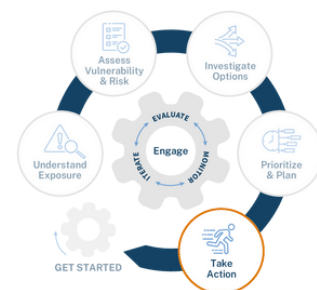 Assess
Vulnerability
& Risk
Investigate
Options
Understand
Exposure
EVALUATE
Engage
MONITOR
ITERATE
Prioritize
& Plan
GET STARTED
Take
Action